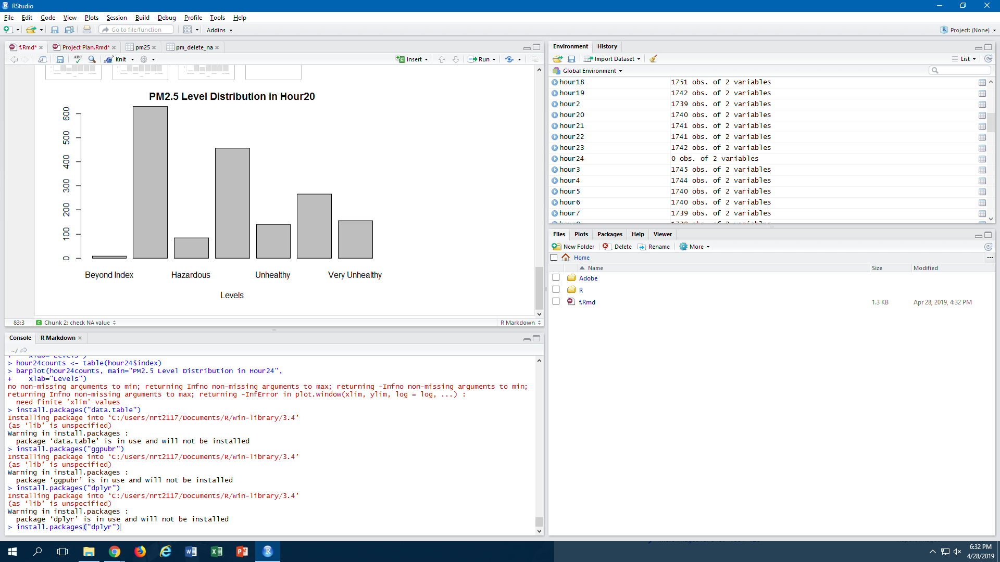 RStudio
File Edit Code View Plots Session Build Debug Profile Tools Help
Go to file/function Addins Project: (None)
f.Rmd* Project Plan.Rmd* pm25 pm_delete_na
ABC Knit Insert Run
PM2.5 Level Distribution in Hour20
600
500
400
300
200
100
0
Beyond Index Hazardous Unhealthy Very Unhealthy
Levels
83:3 Chunk 2: check NA value R Markdown
Console R Markdown
~/
+ xlab="Levels")
> hour24counts <- table(hour24$index)
> barplot(hour24counts, main="PM2.5 Level Distribution in Hour24",
+ xlab="Levels")
no non-missing arguments to min; returning Infno non-missing arguments to max; returning -Infno non-missing arguments to min;
returning Infno non-missing arguments to max; returning -InfError in plot.window(xlim, ylim, log = log, ...) :
need finite 'xlim' values
> install.packages("data.table")
Installing package into ‘C:/Users/nrt2117/Documents/R/win-library/3.4’
(as ‘lib’ is unspecified)
Warning in install.packages :
package ‘data.table’ is in use and will not be installed
> install.packages("ggpubr")
Installing package into ‘C:/Users/nrt2117/Documents/R/win-library/3.4’
(as ‘lib’ is unspecified)
Warning in install.packages :
package ‘ggpubr’ is in use and will not be installed
> install.packages("dplyr")
Installing package into ‘C:/Users/nrt2117/Documents/R/win-library/3.4’
(as ‘lib’ is unspecified)
Warning in install.packages :
package ‘dplyr’ is in use and will not be installed
> install.packages("dplyr")
Environment History
Import Dataset List
Global Environment
hour18 1751 obs. of 2 variables
hour19 1742 obs. of 2 variables
hour2 1739 obs. of 2 variables
hour20 1740 obs. of 2 variables
hour21 1741 obs. of 2 variables
hour22 1741 obs. of 2 variables
hour23 1742 obs. of 2 variables
hour24 0 obs. of 2 variables
hour3 1745 obs. of 2 variables
hour4 1744 obs. of 2 variables
hour5 1740 obs. of 2 variables
hour6 1740 obs. of 2 variables
hour7 1739 obs. of 2 variables
Files Plots Packages Help Viewer
New Folder Delete Rename More
Home ...
Name Size Modified
Adobe
R
f.Rmd 1.3 KB Apr 28, 2019, 4:32 PM
6:32 PM
4/28/2019